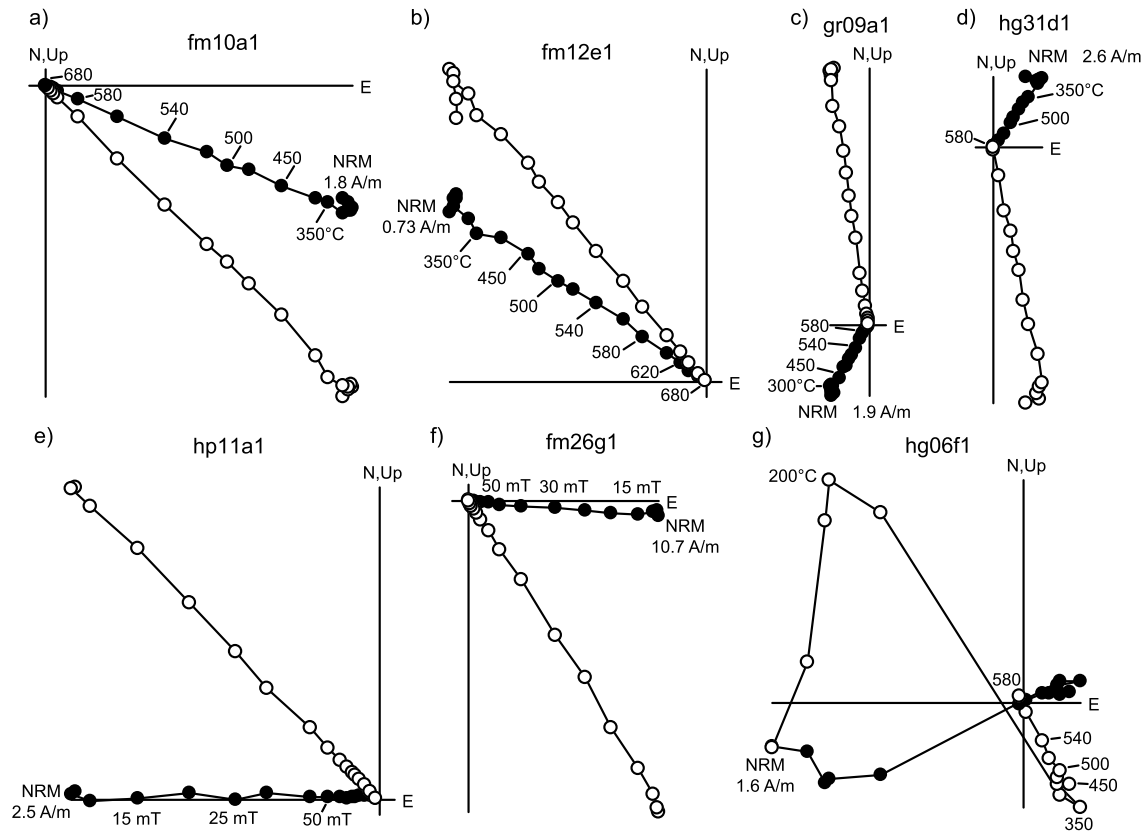 a)
fm10a1
N,Up
680
580
E
540
500
450
NRM
1.8 A/m
350°C
b)
fm12e1
N,Up
NRM
0.73 A/m
350°C
450
500
540
580
620
E
680
c)
gr09a1
N,Up
580
E
540
450
300°C
NRM 1.9 A/m
d)
hg31d1
N,Up
NRM 2.6 A/m
350°C
500
580
E
e)
hp11a1
N,Up
NRM
2.5 A/m
E
15 mT
25 mT
50 mT
f)
fm26g1
N,Up
50 mT
30 mT
15 mT
E
NRM
10.7 A/m
g)
hg06f1
N,Up
200°C
580
E
NRM
1.6 A/m
540
500
450
350